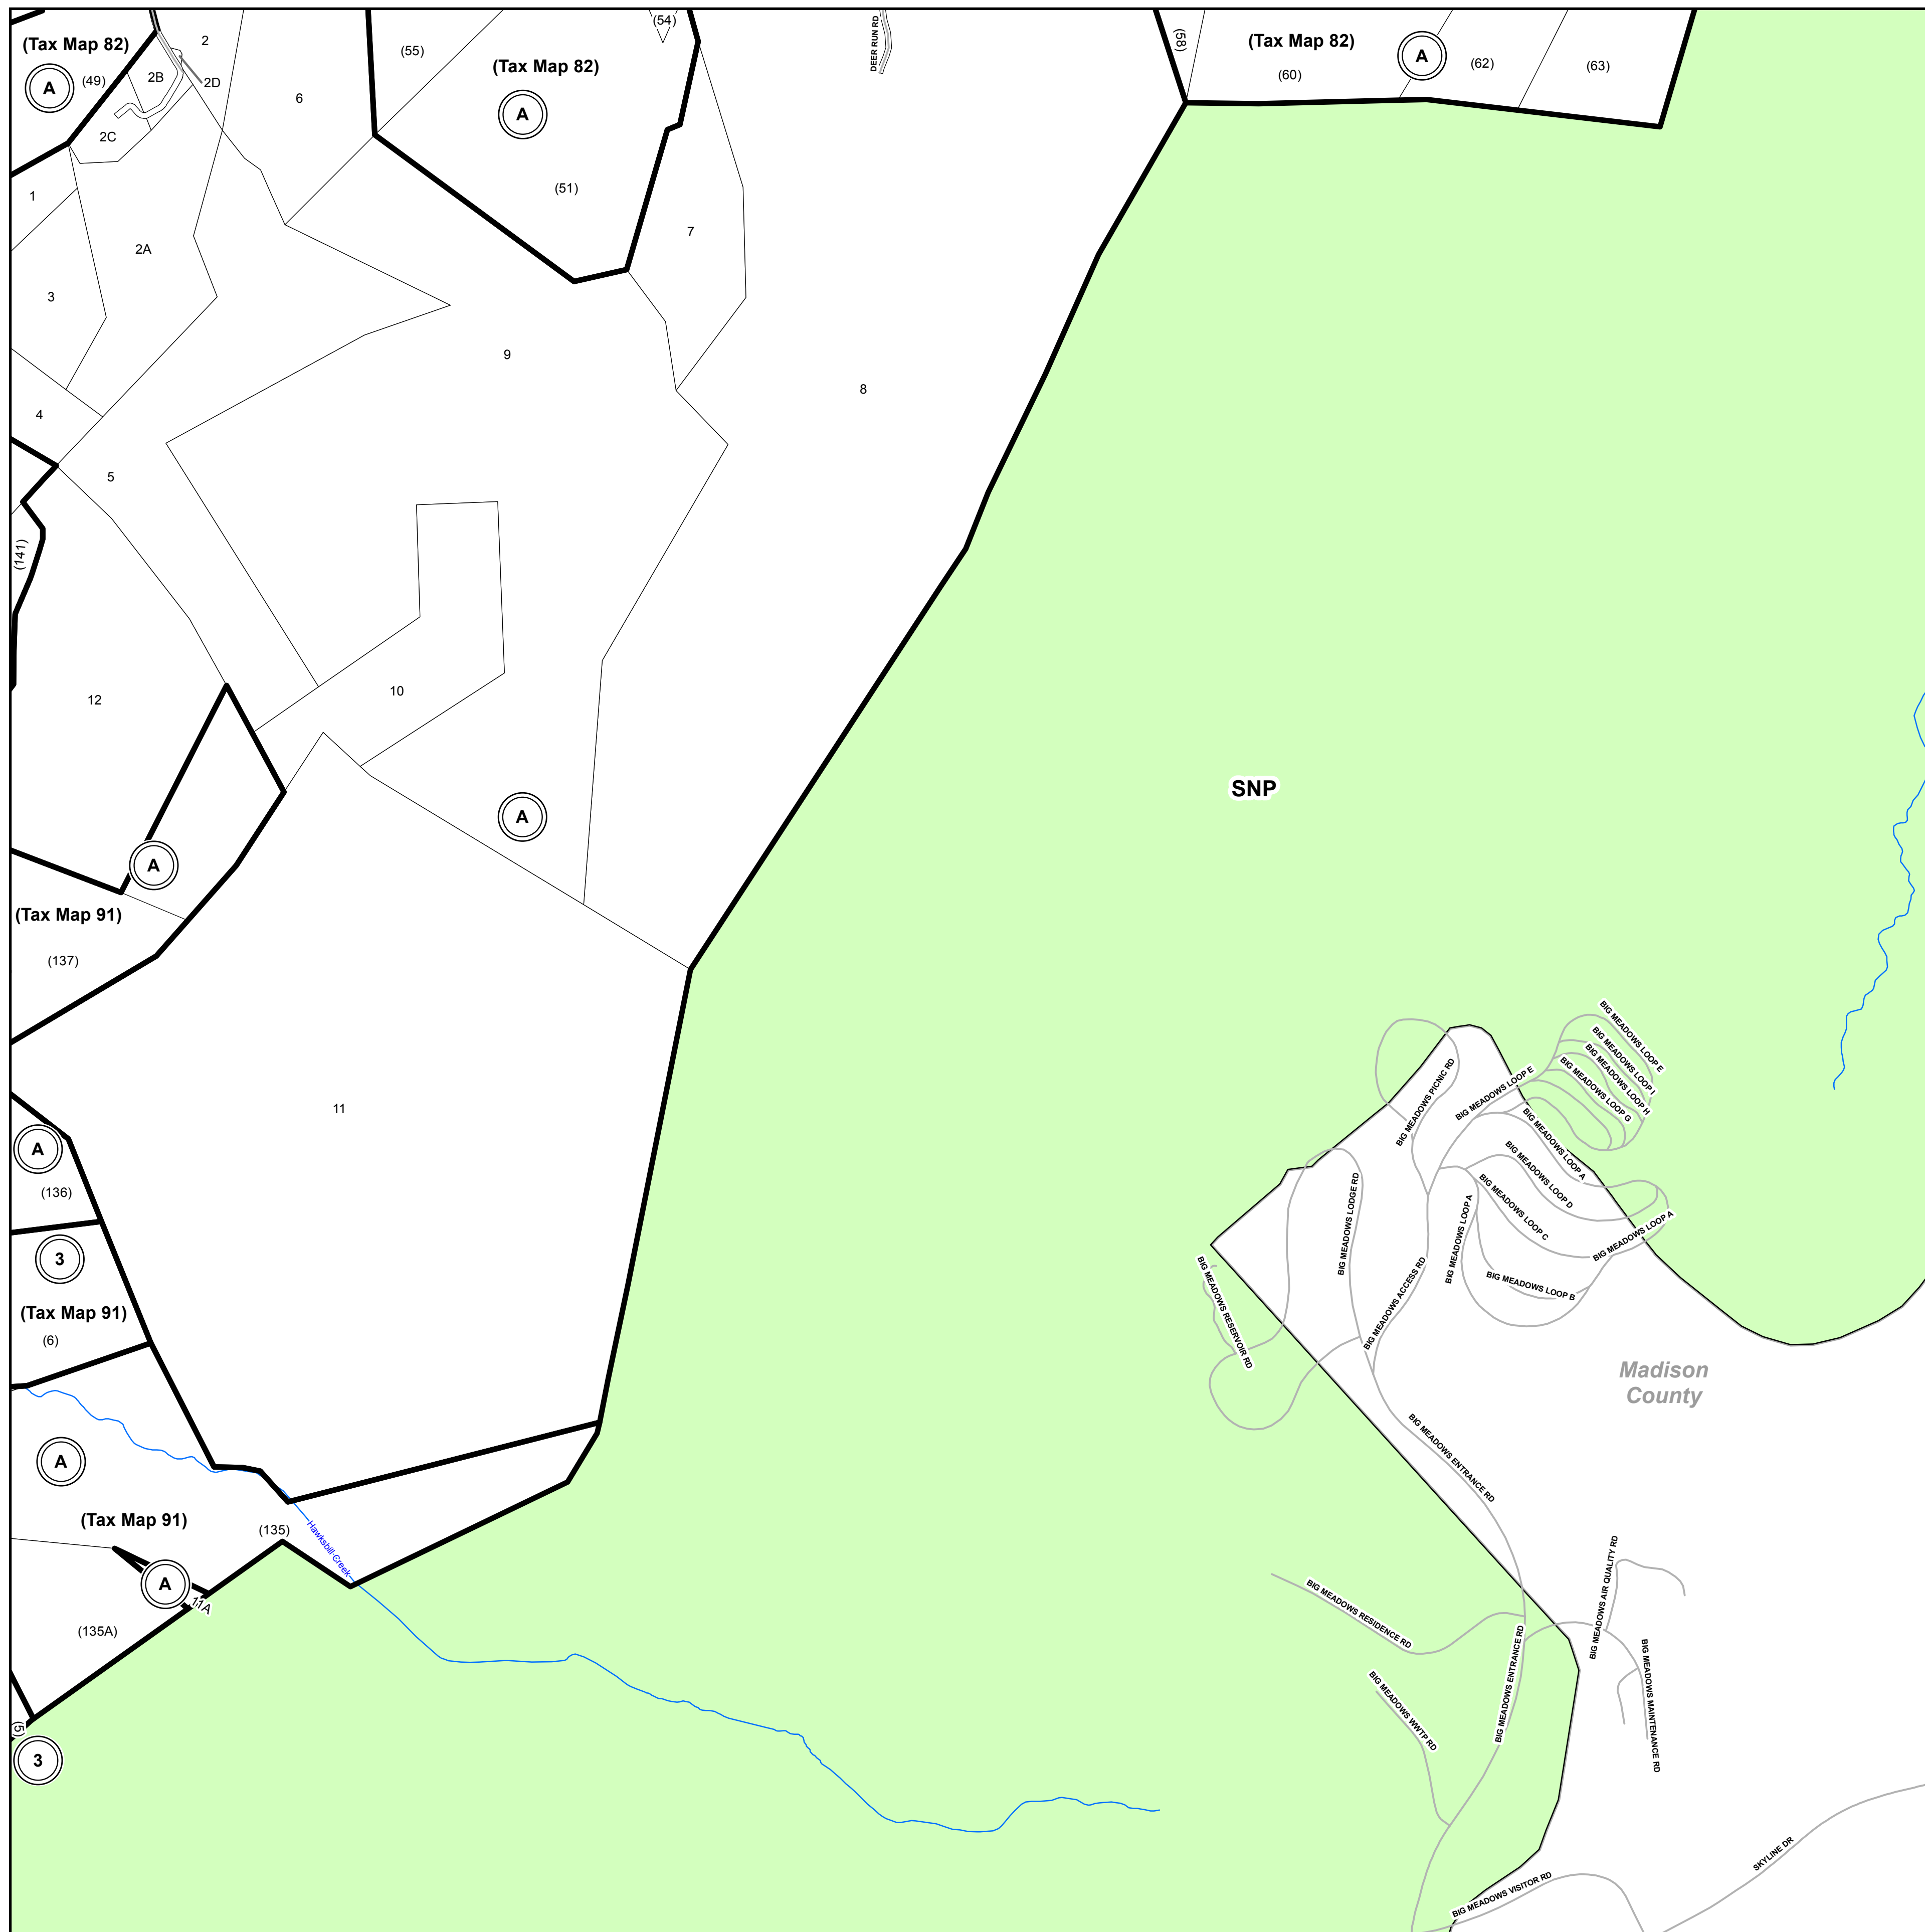 (54)
(Tax Map 82)
A
(49)
2
2B
2D
2C
6
(55)
(Tax Map 82)
A
(51)
DEER RUN RD
(58)
(Tax Map 82)
(60)
A
(62)
(63)
1
2A
7
3
9
8
4
5
(141)
12
10
SNP
A
A
(Tax Map 91)
(137)
11
A
(136)
3
(Tax Map 91)
(6)
A
(Tax Map 91)
(135)
Hawksbill Creek
A
11A
(135A)
(5)
3
BIG MEADOWS LOOP E
BIG MEADOWS LOOP I
BIG MEADOWS LOOP H
BIG MEADOWS LOOP G
BIG MEADOWS LOOP E
BIG MEADOWS PICNIC RD
BIG MEADOWS LOOP A
BIG MEADOWS LOOP D
BIG MEADOWS LOOP C
BIG MEADOWS LOOP A
BIG MEADOWS LOOP A
BIG MEADOWS LOOP B
BIG MEADOWS LODGE RD
BIG MEADOWS ACCESS RD
BIG MEADOWS RESERVOIR RD
Madison
County
BIG MEADOWS ENTRANCE RD
BIG MEADOWS AIR QUALITY RD
BIG MEADOWS RESIDENCE RD
BIG MEADOWS ENTRANCE RD
BIG MEADOWS MAINTENANCE RD
BIG MEADOWS WWTP RD
SKYLINE DR
BIG MEADOWS VISITOR RD